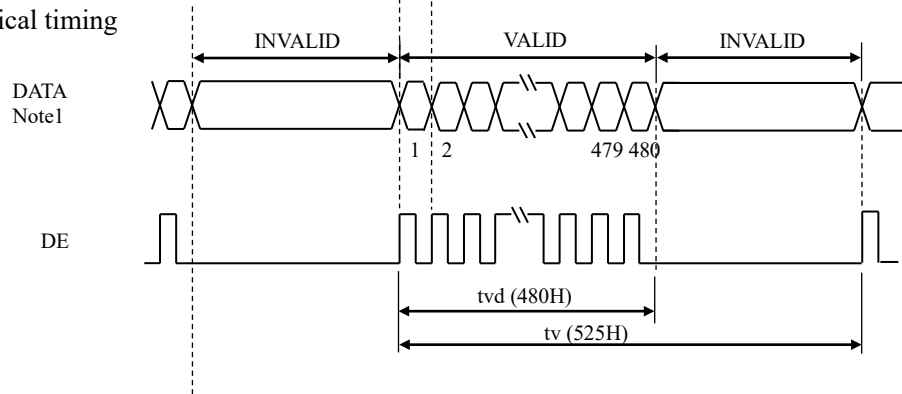 ical timing
INVALID VALID INVALID
DATA
Note1
1 2 479 480
DE
tvd (480H)
tv (525H)